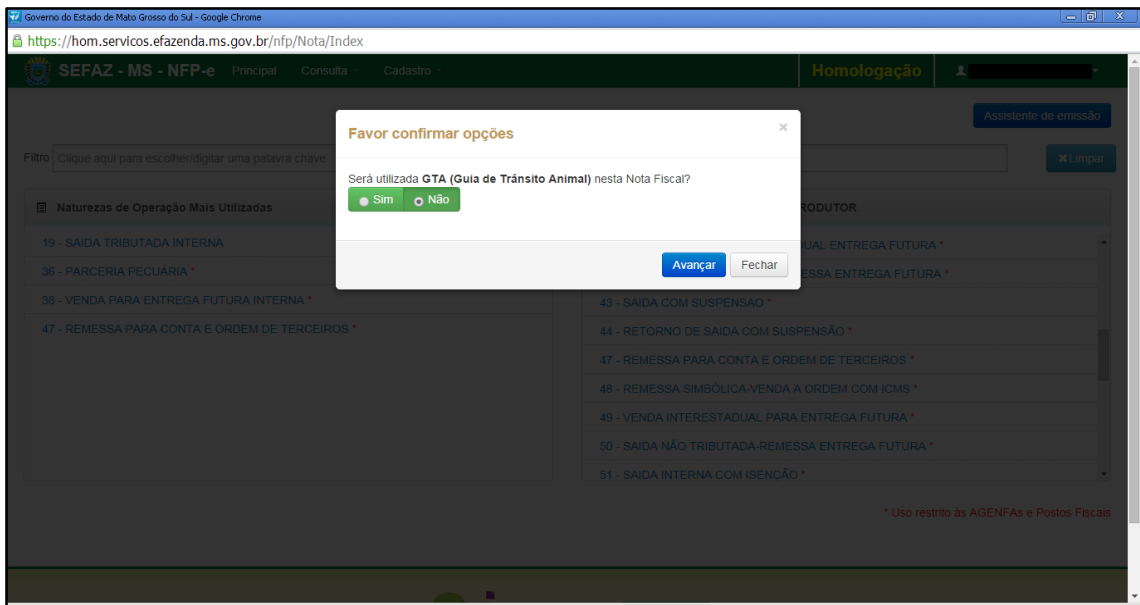 Governo do Estado de Mato Grosso do Sul - Google Chrome
https://hom.servicos.efazenda.ms.gov.br/nfp/Nota/Index
SEFAZ - MS - NFP-e Principal Consulta Cadastro Homologação
Assistente de emissão
Filtro Clique aqui para escolher/digitar uma palavra chave Limpar
Favor confirmar opções ×
Será utilizada GTA (Guia de Trânsito Animal) nesta Nota Fiscal?
Sim Não
Avançar Fechar
Naturezas de Operação Mais Utilizadas
19 - SAIDA TRIBUTADA INTERNA
36 - PARCERIA PECUÁRIA *
38 - VENDA PARA ENTREGA FUTURA INTERNA *
47 - REMESSA PARA CONTA E ORDEM DE TERCEIROS *
RODUTOR
UAL ENTREGA FUTURA *
ESSA ENTREGA FUTURA *
43 - SAIDA COM SUSPENSAO *
44 - RETORNO DE SAIDA COM SUSPENSÃO *
47 - REMESSA PARA CONTA E ORDEM DE TERCEIROS *
48 - REMESSA SIMBÓLICA-VENDA A ORDEM COM ICMS *
49 - VENDA INTERESTADUAL PARA ENTREGA FUTURA *
50 - SAIDA NÃO TRIBUTADA-REMESSA ENTREGA FUTURA *
51 - SAIDA INTERNA COM ISENÇÃO *
* Uso restrito às AGENFAs e Postos Fiscais